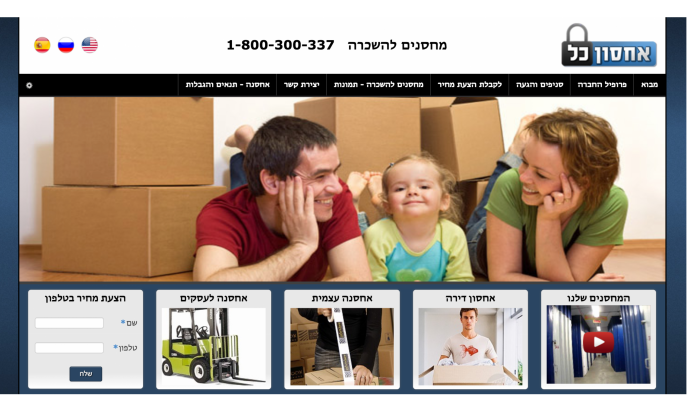 אחסון כל
מחסנים להשכרה 1-800-300-337
מבוא
פרופיל החברה
סניפים והגעה
לקבלת הצעת מחיר
מחסנים להשכרה - תמונות
יצירת קשר
אחסנה - תנאים והגבלות
המחסנים שלנו
אחסון דירה
אחסנה עצמית
אחסנה לעסקים
הצעת מחיר בטלפון
שם*
טלפון*
שלח